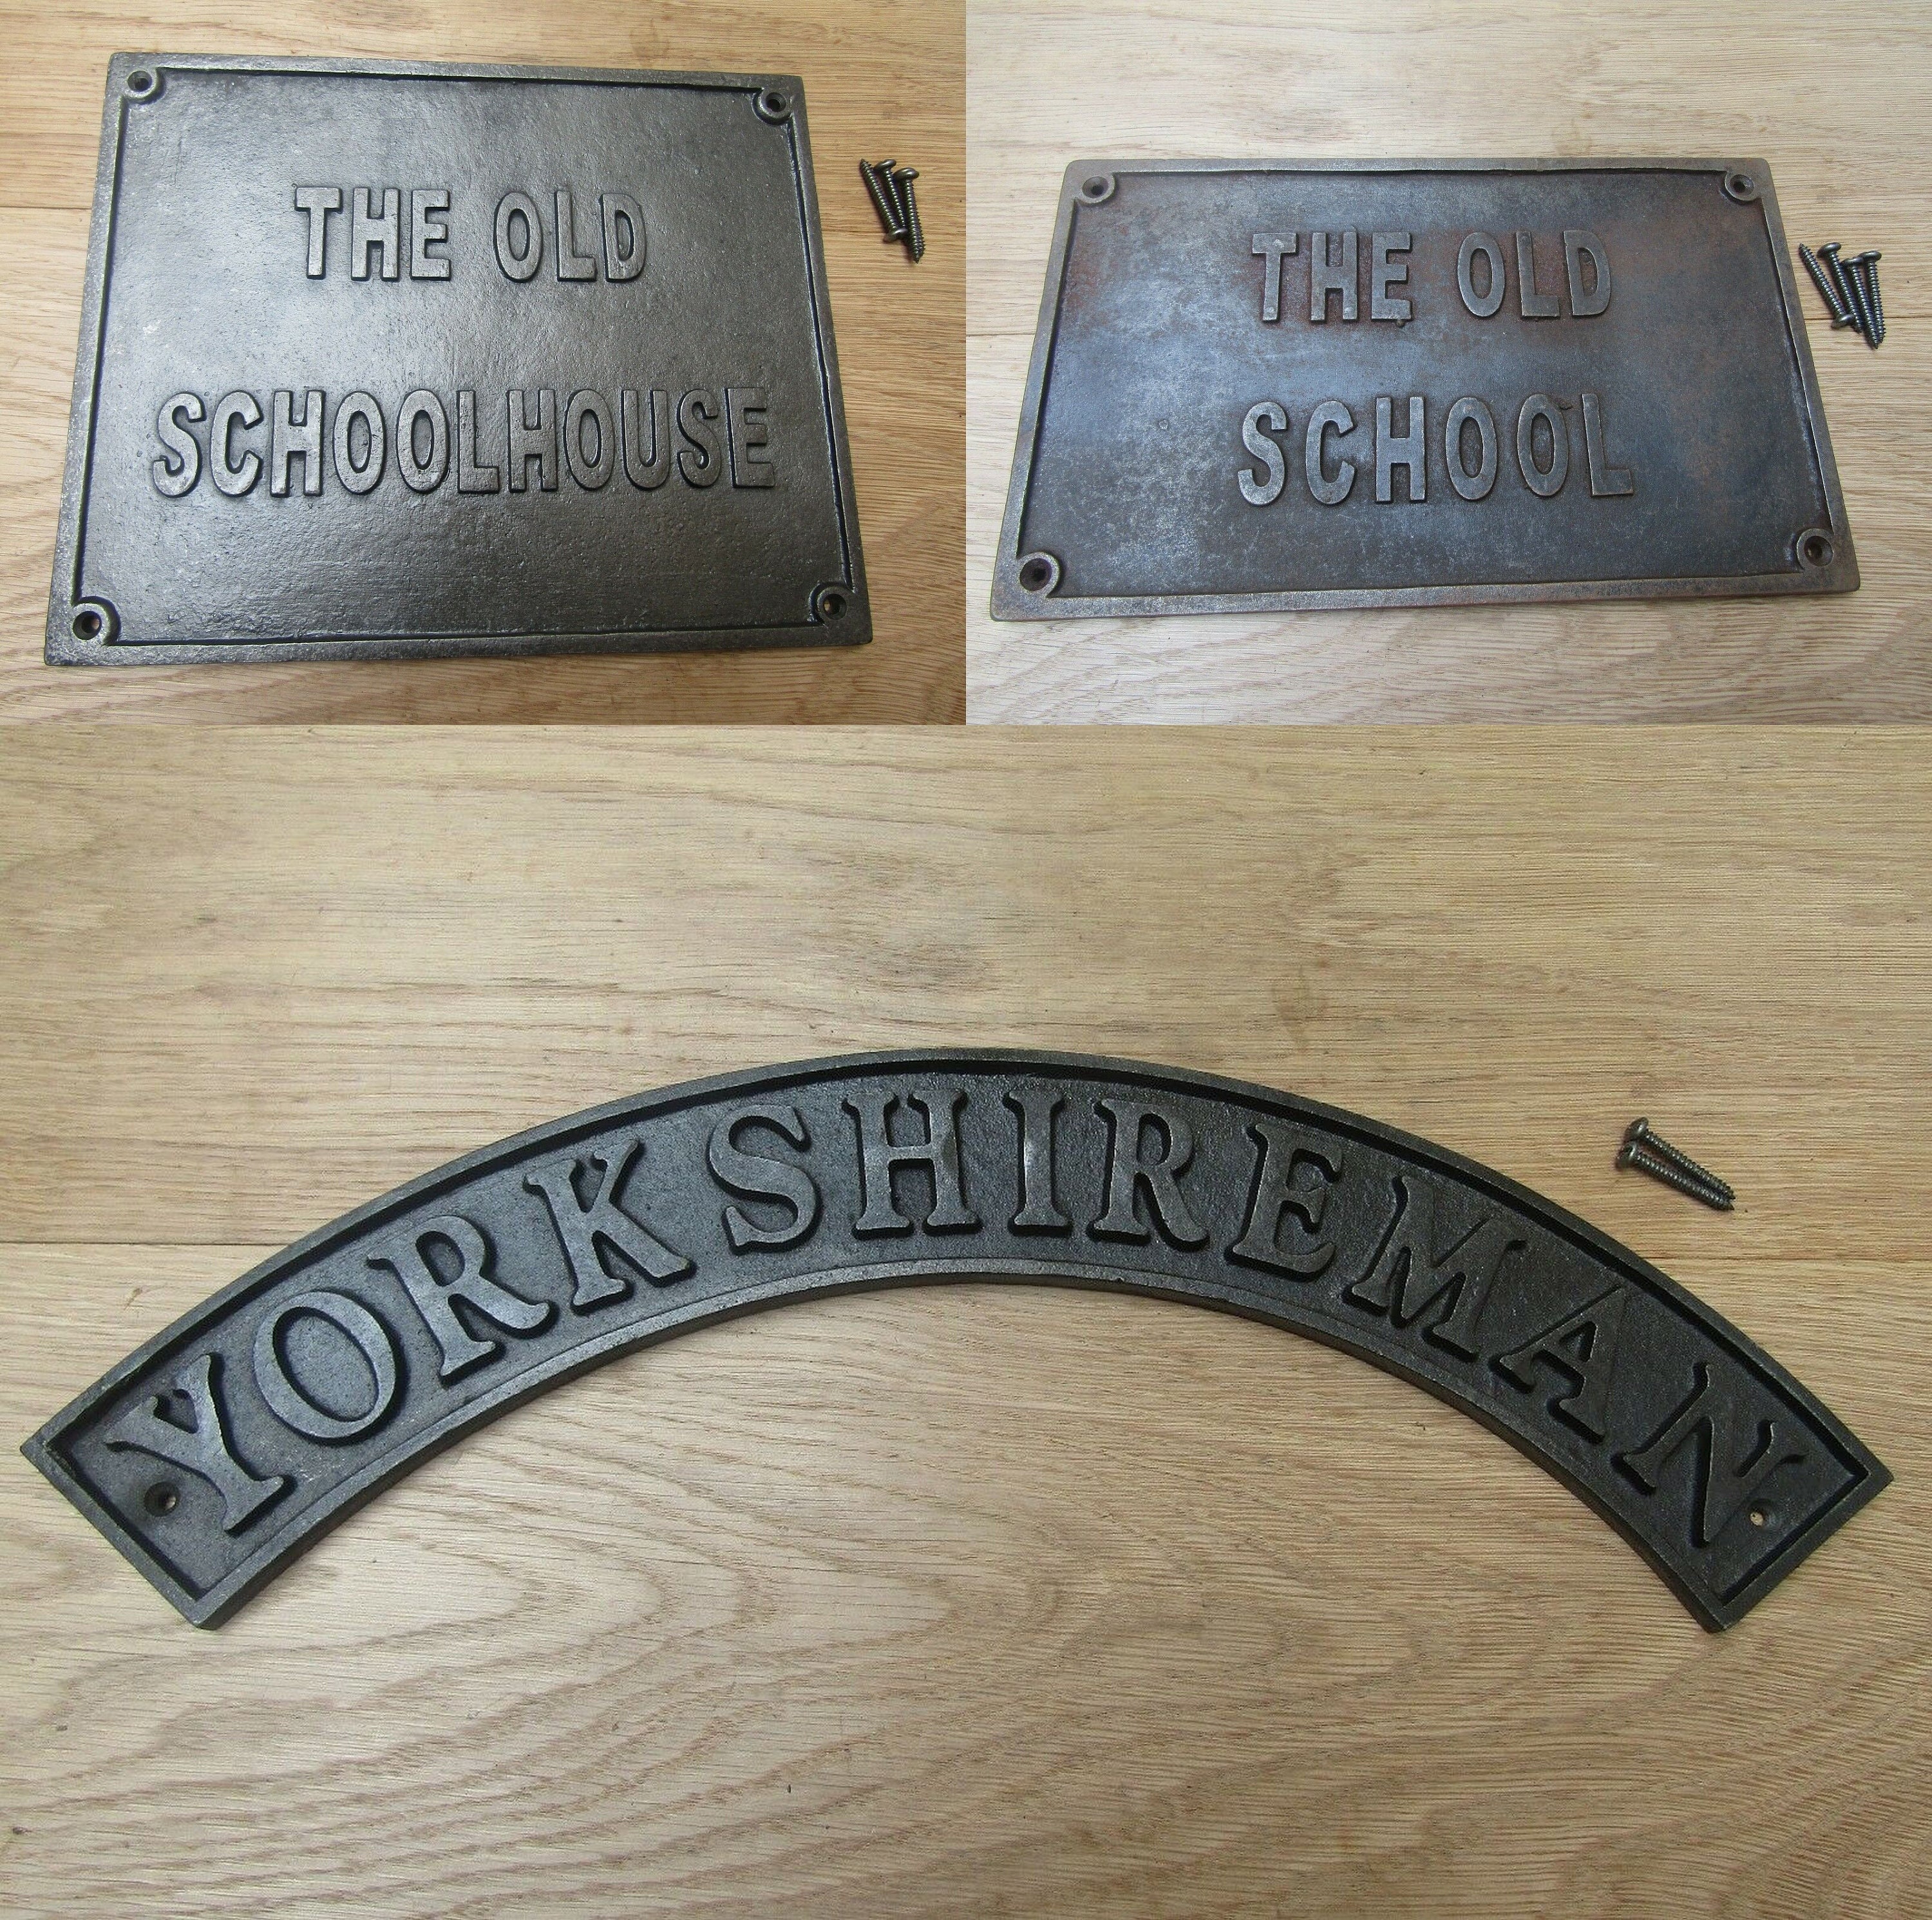 THE OLD
SCHOOLHOUSE
THE OLD
SCHOOL
YORKSHIREMAN